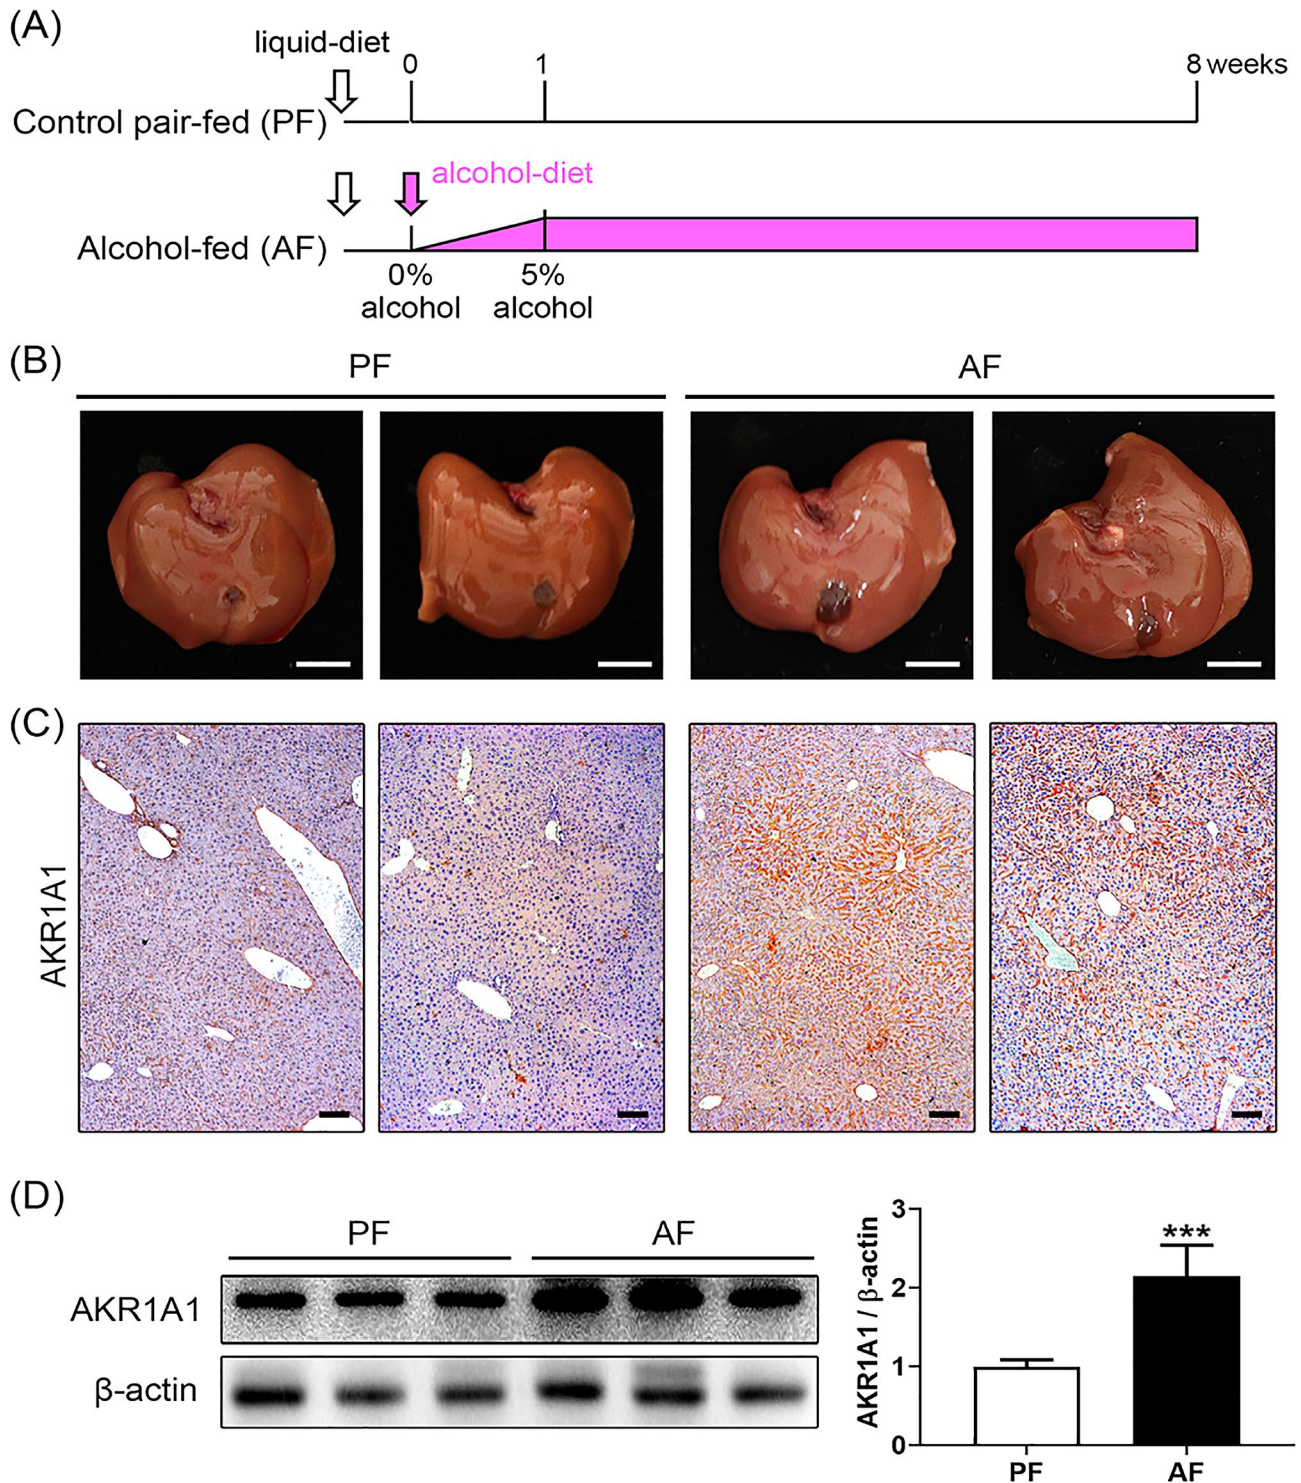 (A)
liquid-diet
0 1 8 weeks
Control pair-fed (PF)
alcohol-diet
Alcohol-fed (AF)
0% 5%
alcohol alcohol
(B)
PF AF
(C)
AKR1A1
(D)
PF AF
AKR1A1
β-actin
AKR1A1 / β-actin
3
***
2
1
0
PF AF